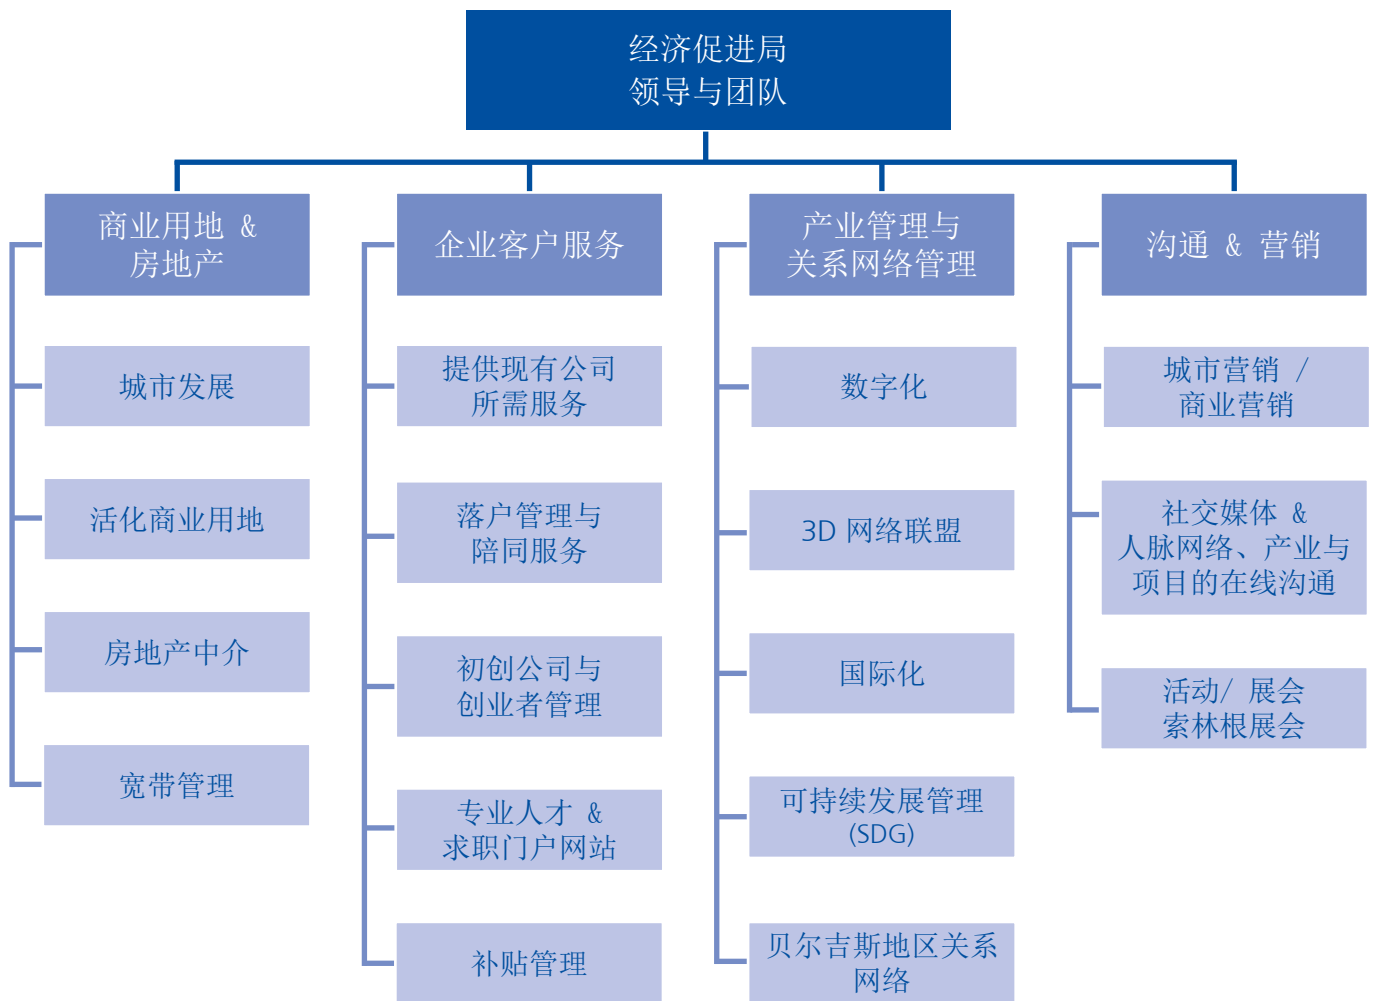 经济促进局
领导与团队
商业用地 &
房地产
城市发展
活化商业用地
房地产中介
宽带管理
企业客户服务
提供现有公司
所需服务
落户管理与
陪同服务
初创公司与
创业者管理
专业人才 &
求职门户网站
补贴管理
产业管理与
关系网络管理
数字化
3D 网络联盟
国际化
可持续发展管理
(SDG)
贝尔吉斯地区关系
网络
沟通 & 营销
城市营销 /
商业营销
社交媒体 &
人脉网络、产业与
项目的在线沟通
活动/ 展会
索林根展会